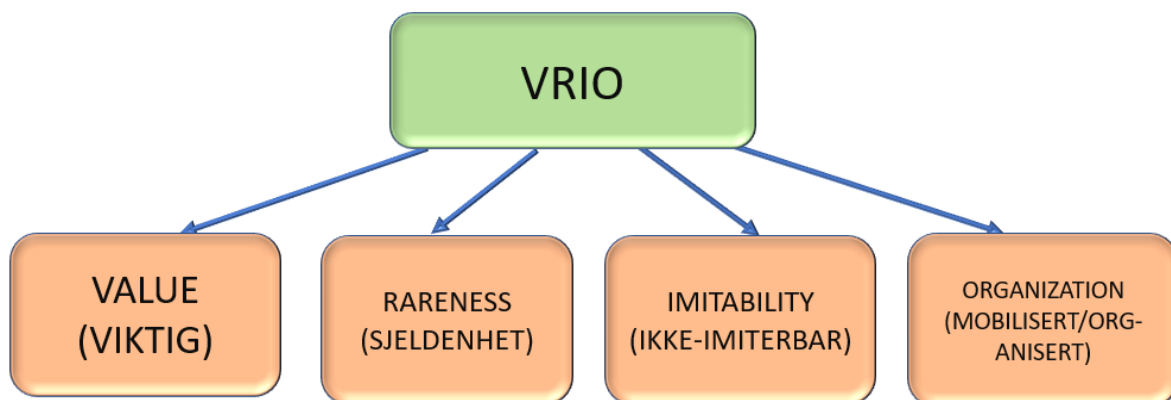 VRIO
VALUE
(VIKTIG)
RARENESS
(SJELDENHET)
IMITABILITY
(IKKE-IMITERBAR)
ORGANIZATION
(MOBILISERT/ORG-
ANISERT)